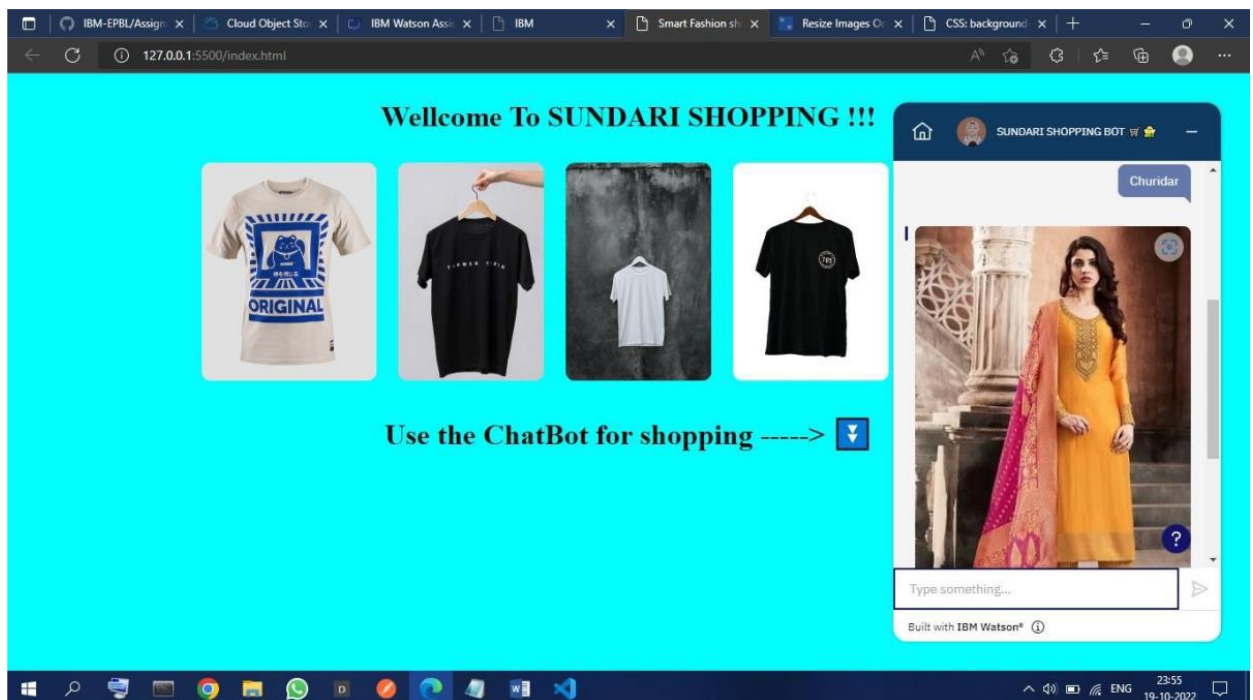 IBM-EPBL/Assign
Cloud Object Sto
IBM Watson Assis
IBM
Smart Fashion sh
Resize Images O
CSS: background
127.0.0.1:5500/index.html
Wellcome To SUNDARI SHOPPING !!!
SUNDARI SHOPPING BOT
Churidar
ORIGINAL
Use the ChatBot for shopping ----->
?
Type something...
Built with IBM Watson®
ENG
23:55
19-10-2022